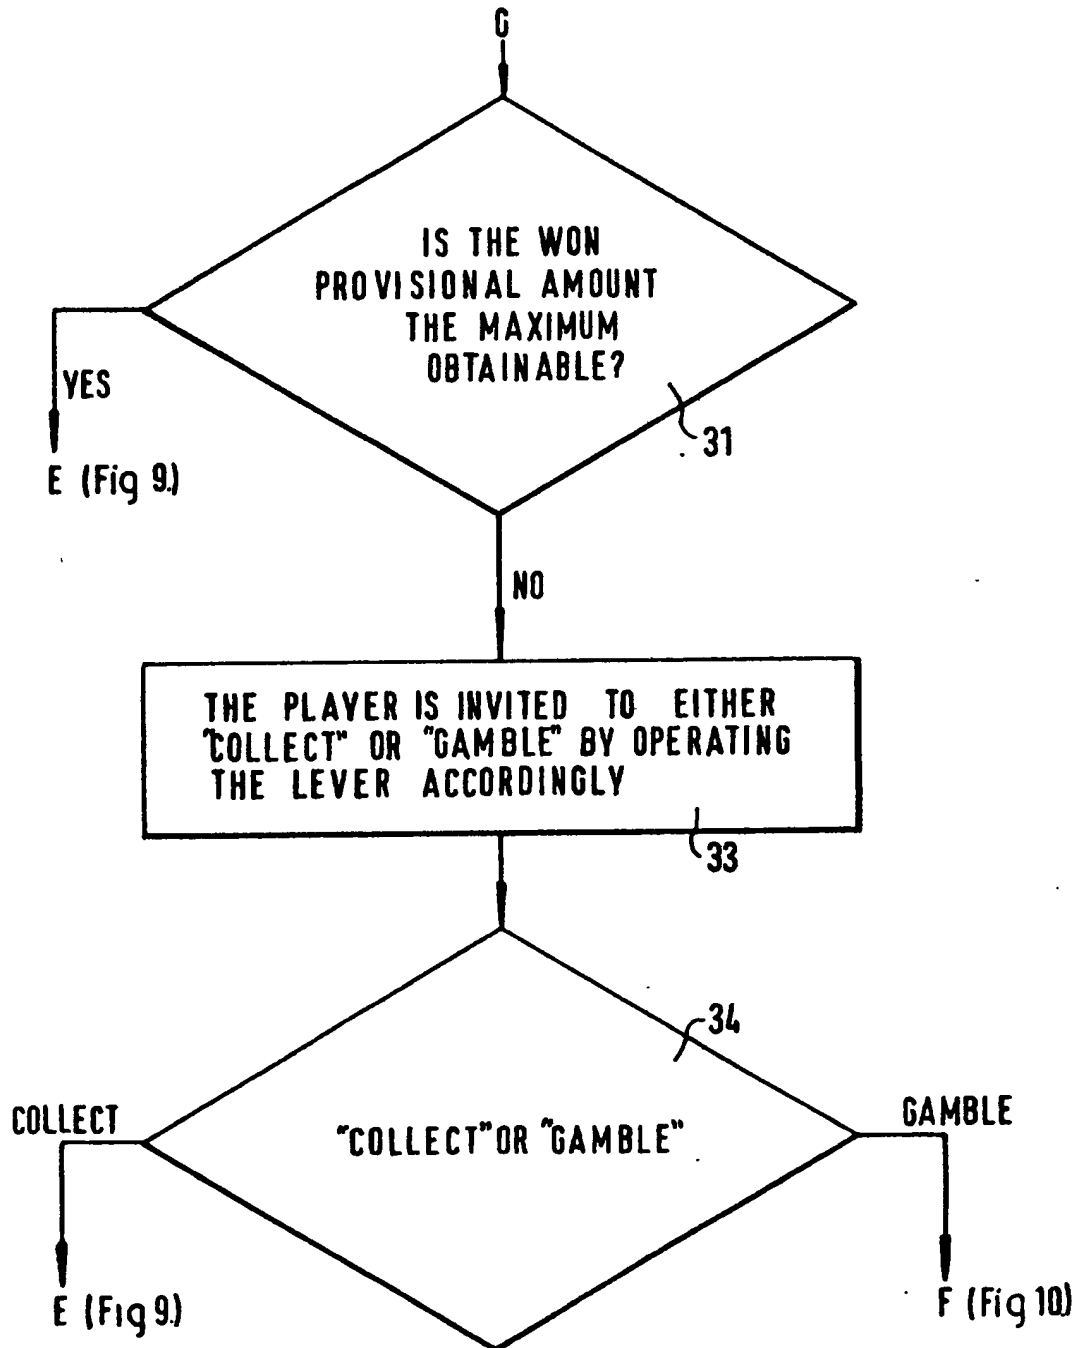 G
IS THE WON
PROVISIONAL AMOUNT
THE MAXIMUM
OBTAINABLE?
31
YES
E (Fig 9.)
NO
THE PLAYER IS INVITED TO EITHER
"COLLECT" OR "GAMBLE" BY OPERATING
THE LEVER ACCORDINGLY
33
34
COLLECT
"COLLECT" OR "GAMBLE"
GAMBLE
E (Fig 9.)
F (Fig 10.)